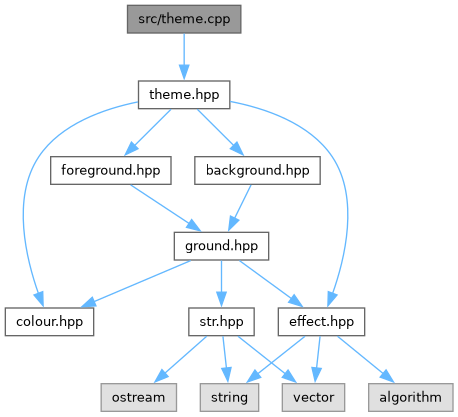 src/theme.cpp
theme.hpp
foreground.hpp
background.hpp
ground.hpp
colour.hpp
str.hpp
effect.hpp
ostream
string
vector
algorithm